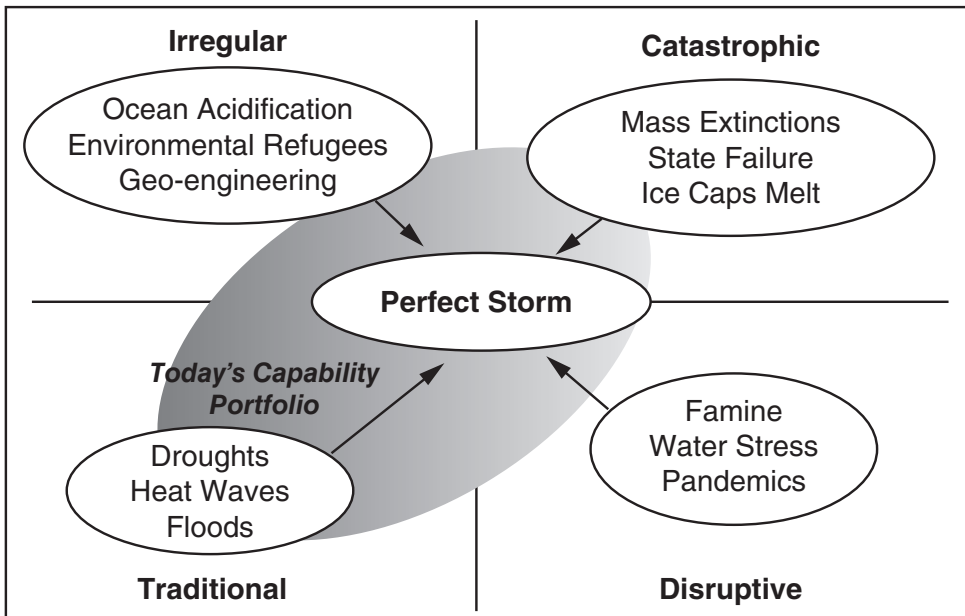 Irregular
Catastrophic
Ocean Acidification
Environmental Refugees
Geo-engineering
Mass Extinctions
State Failure
Ice Caps Melt
Perfect Storm
Today's Capability
Portfolio
Droughts
Heat Waves
Floods
Famine
Water Stress
Pandemics
Traditional
Disruptive